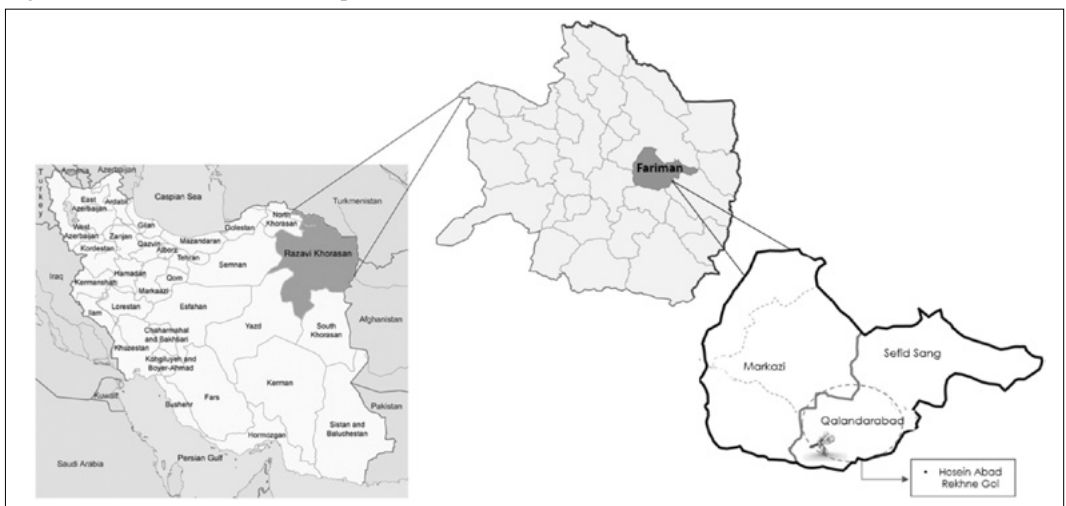 Turkey
Armenia
Azerbaijan
Caspian Sea
Turkmenistan
East
Azerbaijan
Ardabil
West
Azerbaijan
Zanjan
Gilan
North
Khorasan
Golestan
Mazandaran
Qazvin
Alborz
Tehran
Kordestan
Semnan
Razavi Khorasan
Iraq
Hamadan
Kermanshah
Qom
Markaazi
Ilam
Lorestan
Esfahan
Afghanistan
Yazd
South
Khorasan
Chaharmahal
and Bakhtiari
Khuzestan
Kohgiluyeh and
Boyer-Ahmad
Kerman
Kuwait
Fars
Bushehr
Pakistan
Sistan and
Baluchestan
Hormozgan
Saudi Arabia
Persian Gulf
Fariman
Markazi
Sefid Sang
Qalandarabad
• Hosein Abad
Rekhne Gol